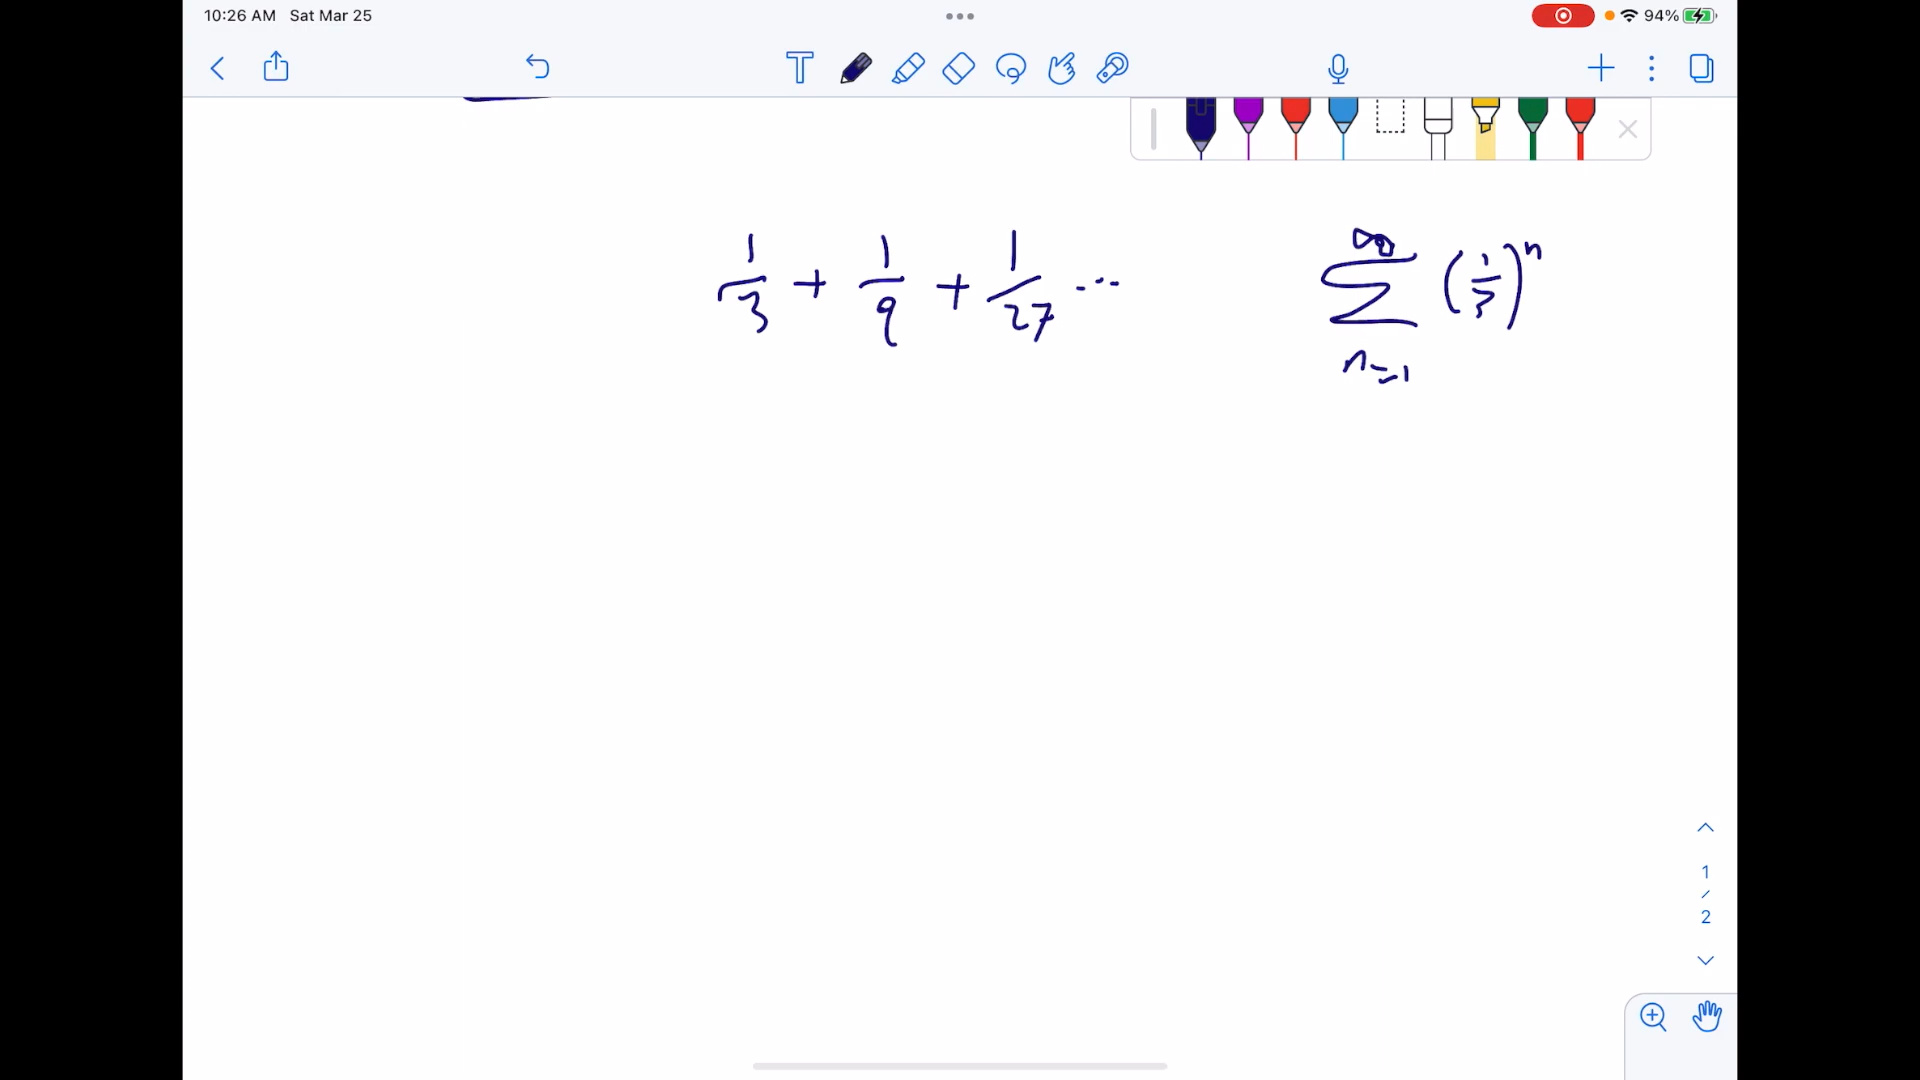 10:26 AM Sat Mar 25
94%
T
1/3 + 1/9 + 1/27 ...
∞
∑ (1/3)ⁿ
n=1
1
/
2